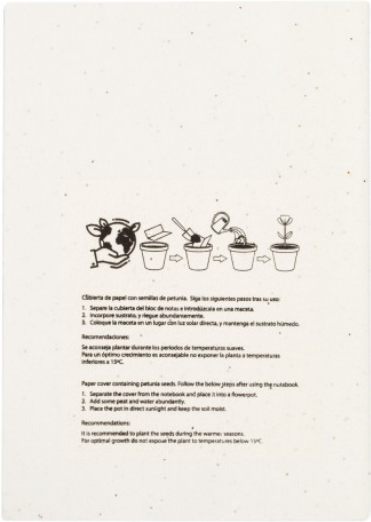 Cubierta de papel con semillas de petunia. Siga los siguientes pasos tras su uso:
1. Separe la cubierta del bloc de notas e introdúzcala en una maceta.
2. Incorpore sustrato, y riegue abundantemente.
3. Coloque la maceta en un lugar con luz solar directa, y mantenga el sustrato húmedo.
Recomendaciones:
Se aconseja plantar durante los periodos de temperaturas suaves.
Para un óptimo crecimiento es aconsejable no exponer la planta a temperaturas
inferiores a 15ºC.
Paper cover containing petunia seeds. Follow the below steps after using the notebook.
1. Separate the cover from the notebook and place it into a flowerpot.
2. Add some peat and water abundantly.
3. Place the pot in direct sunlight and keep the soil moist.
Recommendations:
It is recommended to plant the seeds during the warmer seasons.
For optimal growth do not expose the plant to temperatures below 15ºC.